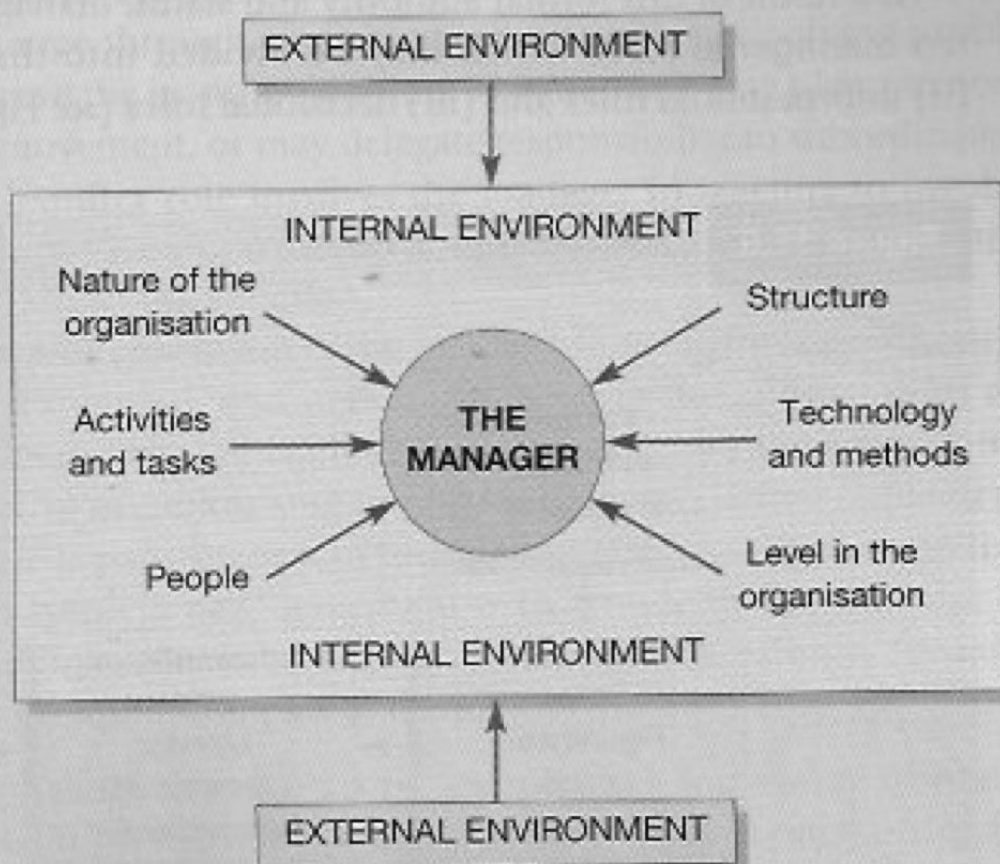 EXTERNAL ENVIRONMENT
INTERNAL ENVIRONMENT
Nature of the
organisation
Structure
Activities
and tasks
THE
MANAGER
Technology
and methods
People
Level in the
organisation
INTERNAL ENVIRONMENT
EXTERNAL ENVIRONMENT